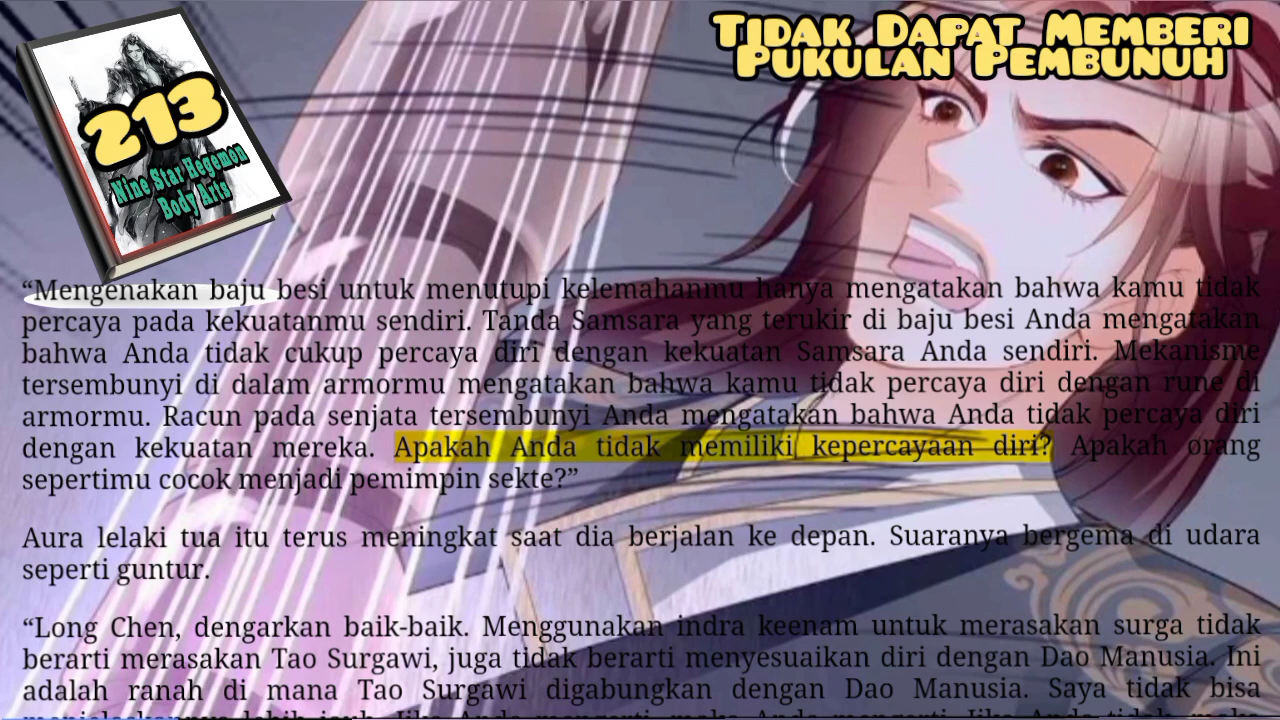 Tidak Dapat Memberi
Pukulan Pembunuh
213
Nine Star Hegemon
Body Arts
“Mengenakan baju besi untuk menutupi kelemahanmu hanya mengatakan bahwa kamu tidak
percaya pada kekuatanmu sendiri. Tanda Samsara yang terukir di baju besi Anda mengatakan
bahwa Anda tidak cukup percaya diri dengan kekuatan Samsara Anda sendiri. Mekanisme
tersembunyi di dalam armormu mengatakan bahwa kamu tidak percaya diri dengan rune di
armormu. Racun pada senjata tersembunyi Anda mengatakan bahwa Anda tidak percaya diri
dengan kekuatan mereka. Apakah Anda tidak memiliki kepercayaan diri? Apakah orang
sepertimu cocok menjadi pemimpin sekte?”
Aura lelaki tua itu terus meningkat saat dia berjalan ke depan. Suaranya bergema di udara
seperti guntur.
“Long Chen, dengarkan baik-baik. Menggunakan indra keenam untuk merasakan surga tidak
berarti merasakan Tao Surgawi, juga tidak berarti menyesuaikan diri dengan Dao Manusia. Ini
adalah ranah di mana Tao Surgawi digabungkan dengan Dao Manusia. Saya tidak bisa